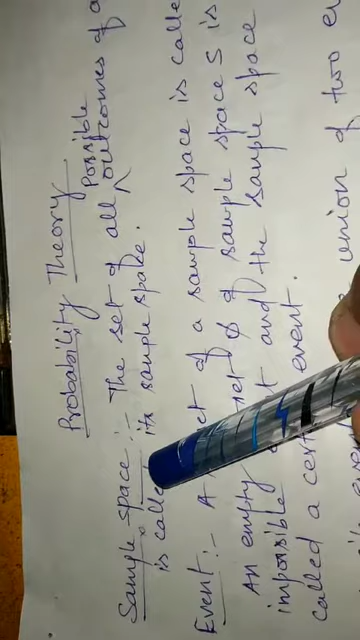 Probability Theory
Sample space :- The set of all possible outcomes of
is called its sample space.
Event :- A set of a sample space is
An empty set φ of sample space S is
impossible and the sample space
called a event.
union of two